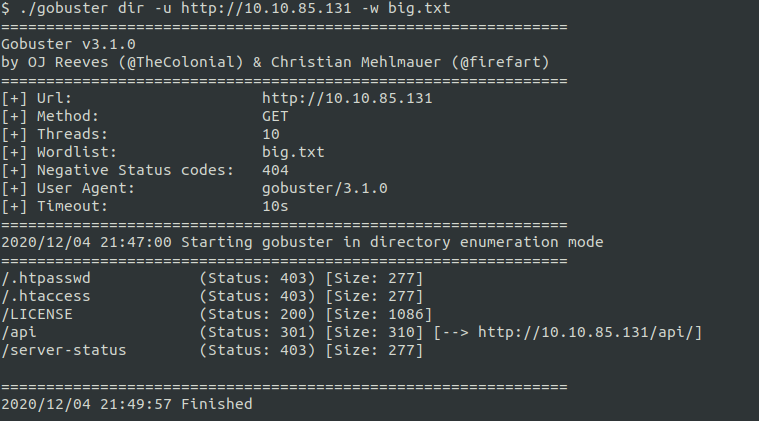 $ ./gobuster dir -u http://10.10.85.131 -w big.txt
===============================================================
Gobuster v3.1.0
by OJ Reeves (@TheColonial) & Christian Mehlmauer (@firefart)
===============================================================
[+] Url:                     http://10.10.85.131
[+] Method:                  GET
[+] Threads:                 10
[+] Wordlist:                big.txt
[+] Negative Status codes:   404
[+] User Agent:              gobuster/3.1.0
[+] Timeout:                 10s
===============================================================
2020/12/04 21:47:00 Starting gobuster in directory enumeration mode
===============================================================
/.htpasswd            (Status: 403) [Size: 277]
/.htaccess            (Status: 403) [Size: 277]
/LICENSE              (Status: 200) [Size: 1086]
/api                  (Status: 301) [Size: 310] [--> http://10.10.85.131/api/]
/server-status        (Status: 403) [Size: 277]

===============================================================
2020/12/04 21:49:57 Finished